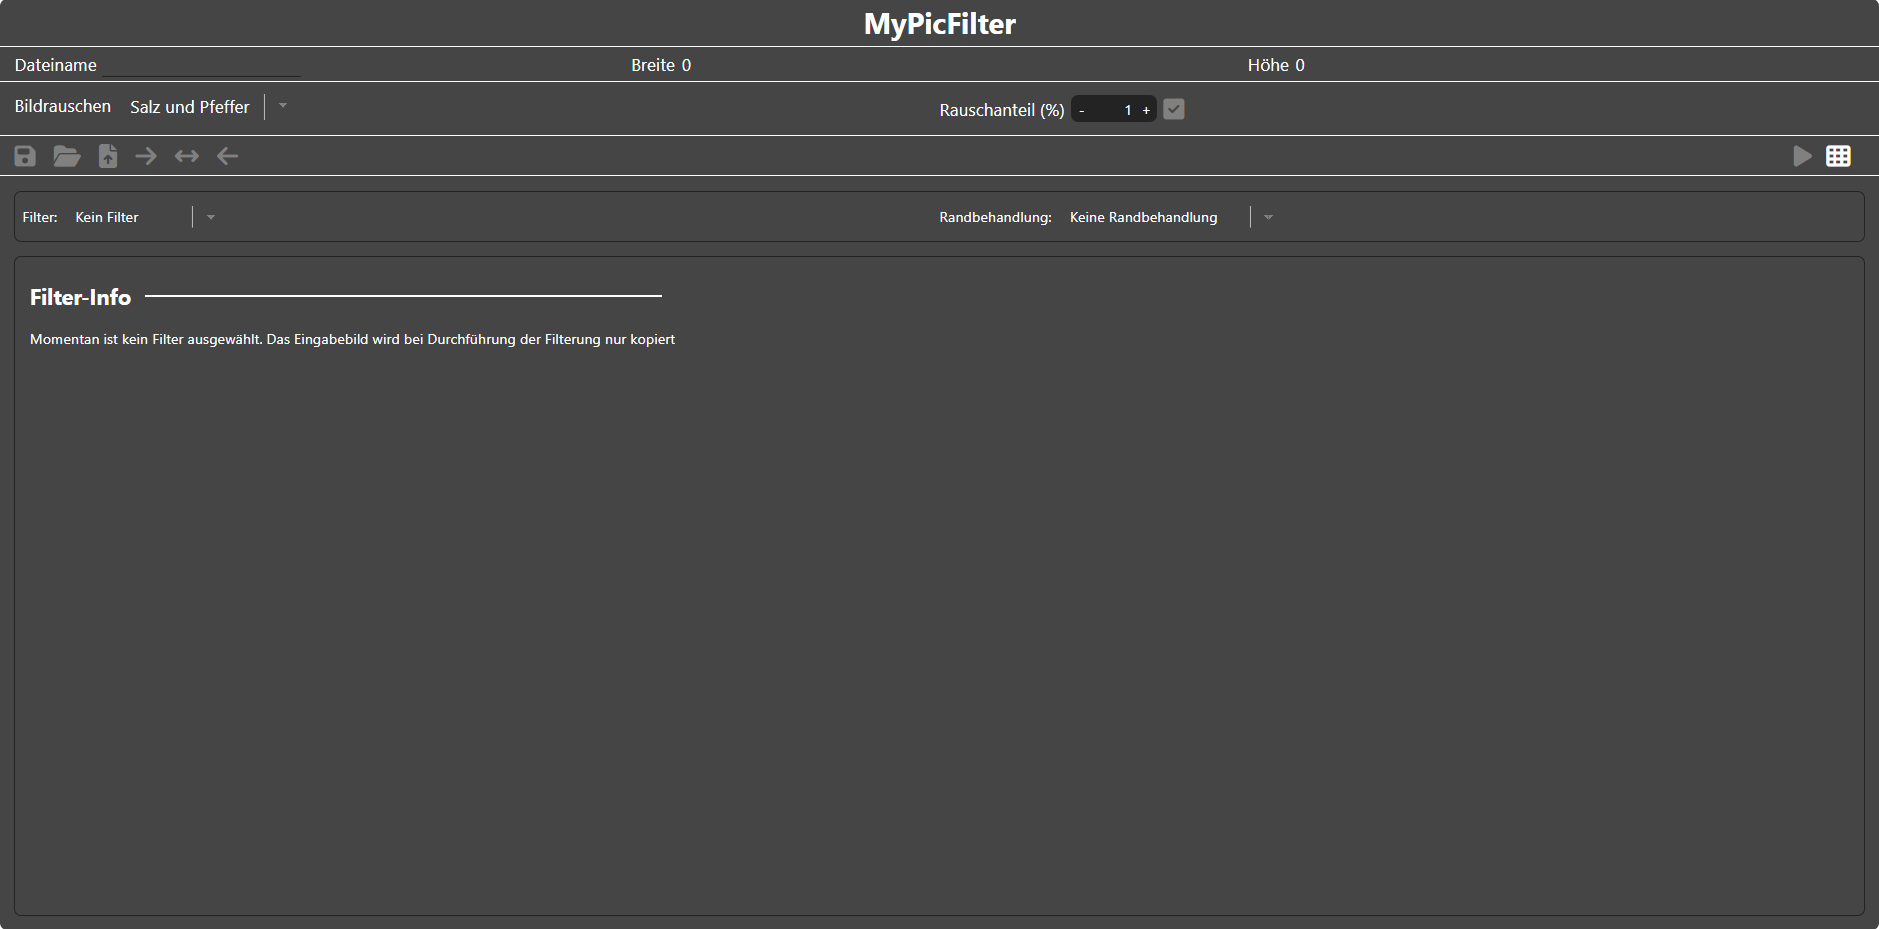 MyPicFilter
Dateiname Breite 0 Höhe 0
Bildrauschen Salz und Pfeffer Rauschanteil (%) - 1 +
Filter: Kein Filter Randbehandlung: Keine Randbehandlung
Filter-Info
Momentan ist kein Filter ausgewählt. Das Eingabebild wird bei Durchführung der Filterung nur kopiert